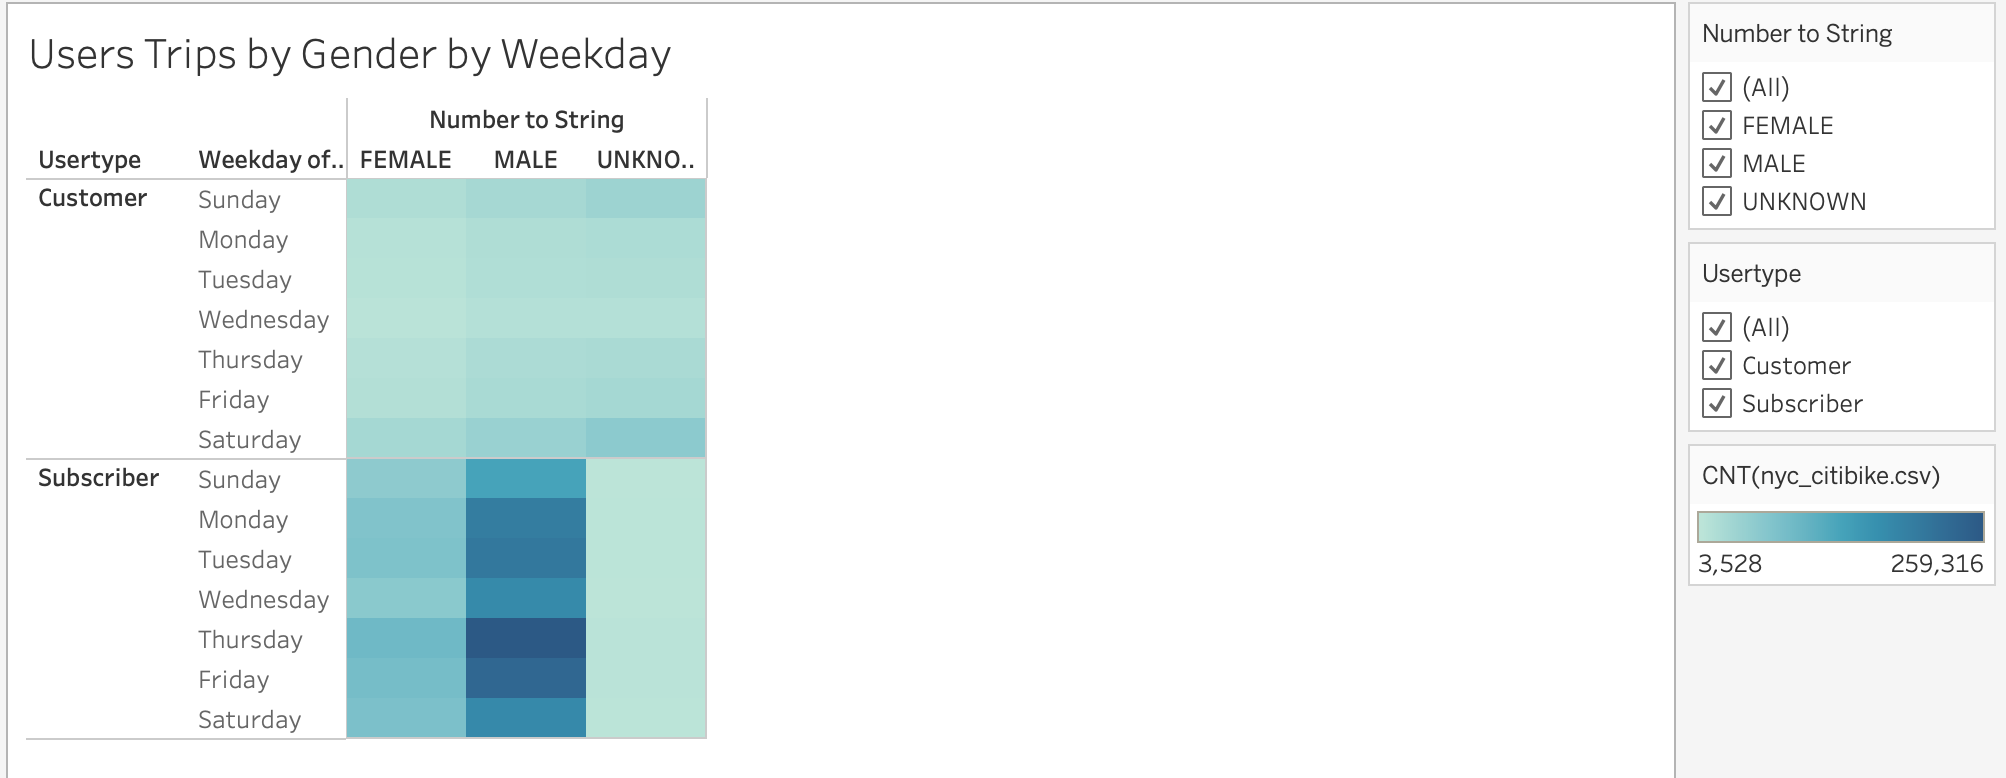 Users Trips by Gender by Weekday
Number to String
Usertype Weekday of.. FEMALE MALE UNKNO..
Customer Sunday
Monday
Tuesday
Wednesday
Thursday
Friday
Saturday
Subscriber Sunday
Monday
Tuesday
Wednesday
Thursday
Friday
Saturday
Number to String
(All)
FEMALE
MALE
UNKNOWN
Usertype
(All)
Customer
Subscriber
CNT(nyc_citibike.csv)
3,528 259,316